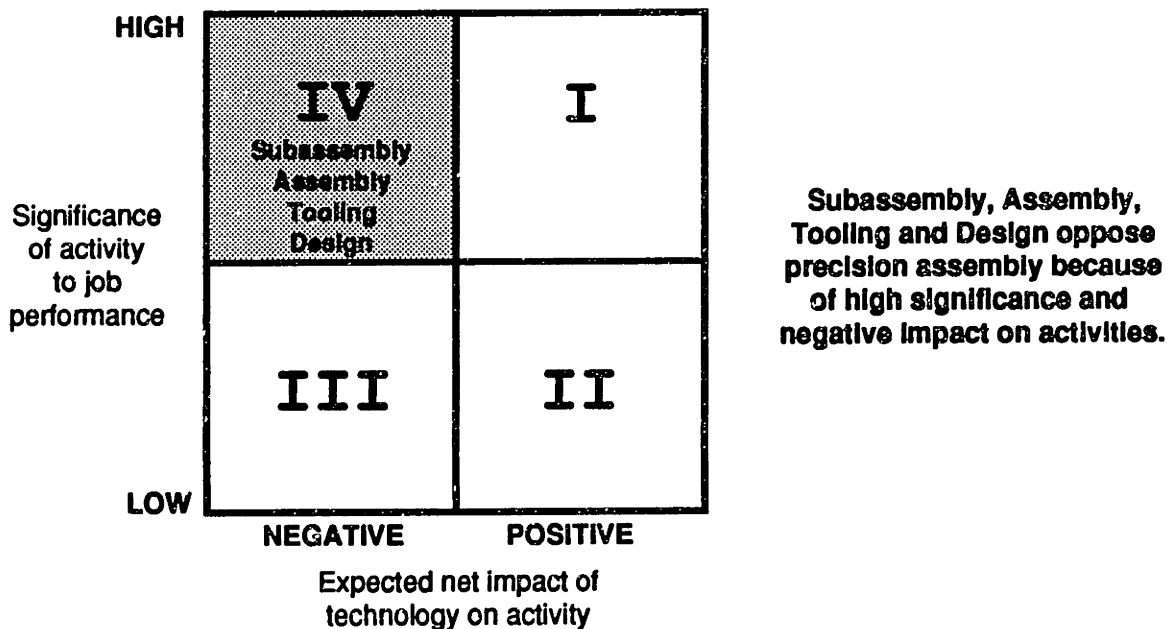 HIGH
IV
Subassembly
Assembly
Tooling
Design
I
Significance
of activity
to job
performance
Subassembly, Assembly,
Tooling and Design oppose
precision assembly because
of high significance and
negative impact on activities.
III
II
LOW
NEGATIVE
POSITIVE
Expected net impact of
technology on activity